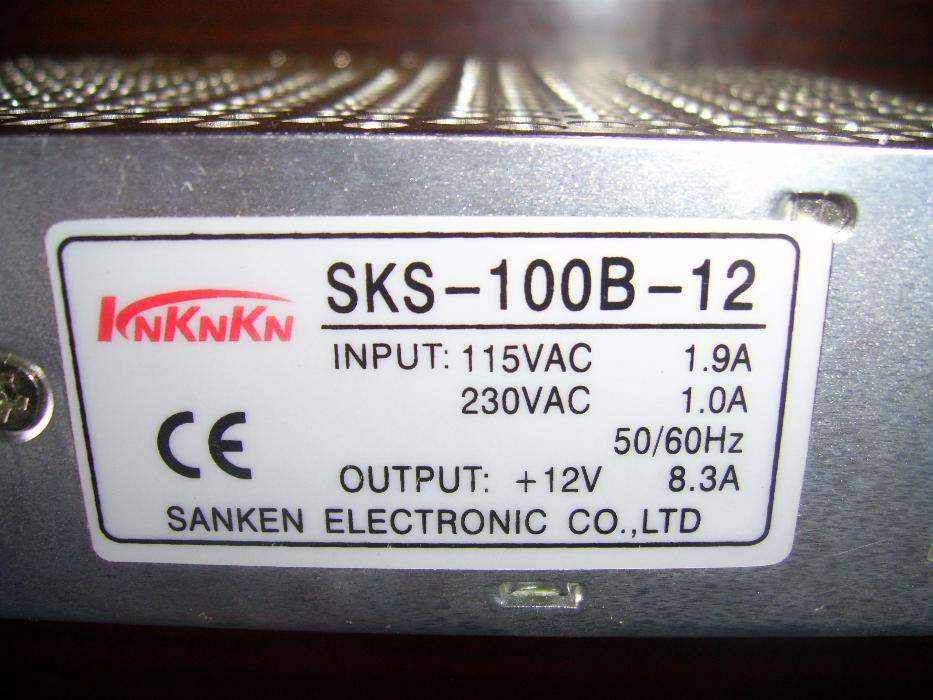 KNKNKN
SKS-100B-12
INPUT: 115VAC 1.9A
230VAC 1.0A
50/60Hz
CE
OUTPUT: +12V 8.3A
SANKEN ELECTRONIC CO.,LTD